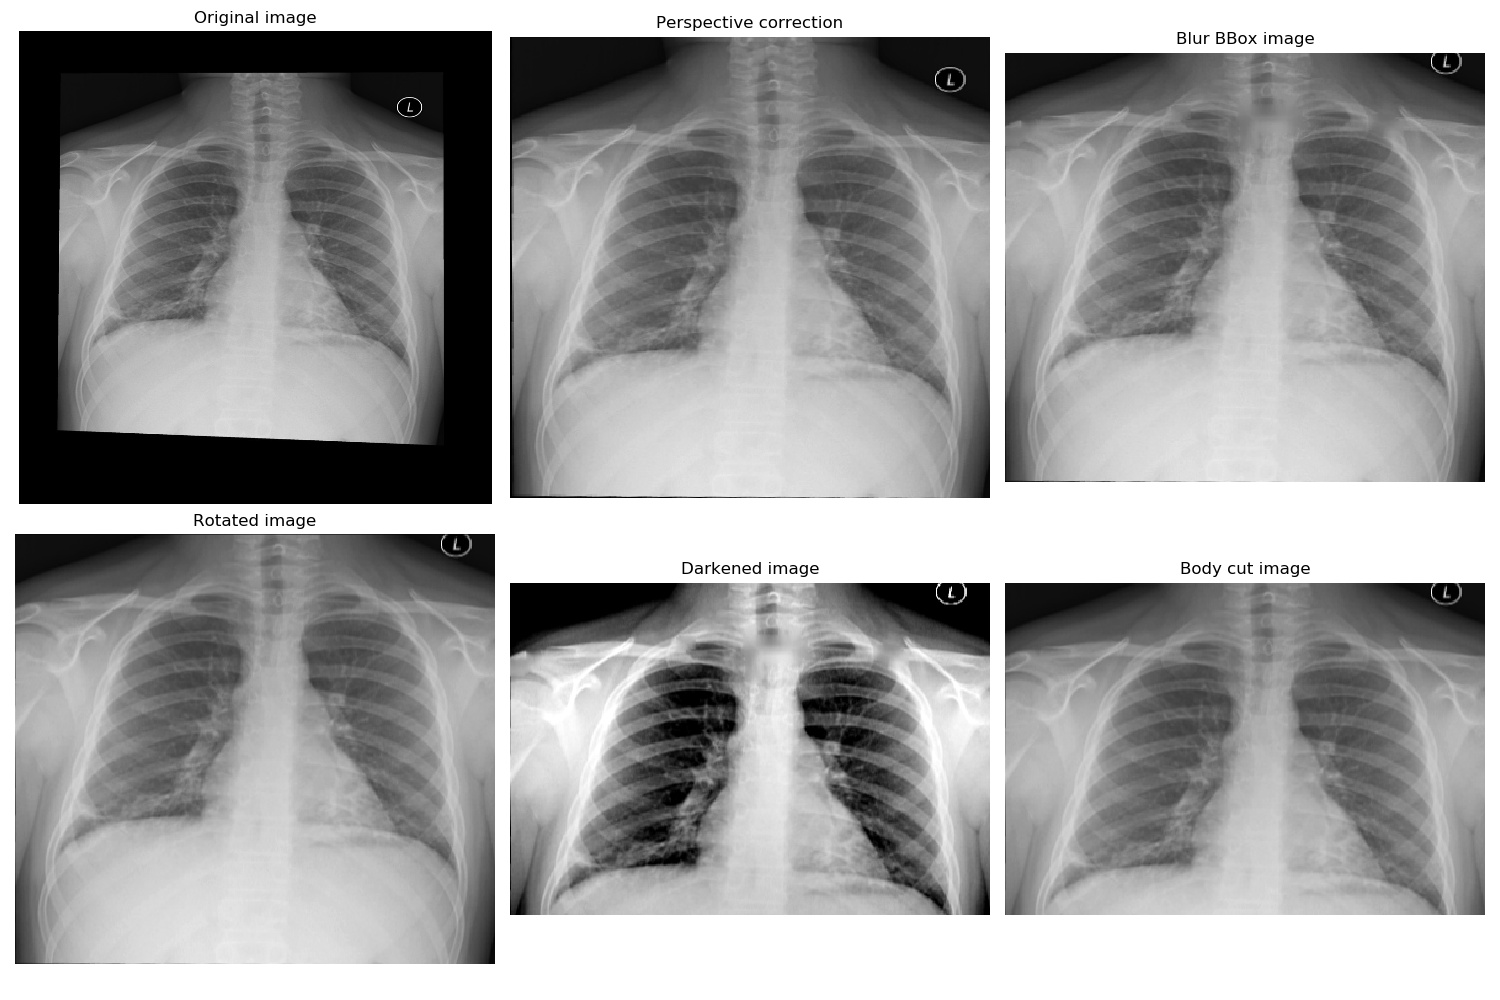 Original image
Perspective correction
Blur BBox image
L
L
L
Rotated image
Darkened image
Body cut image
L
L
L